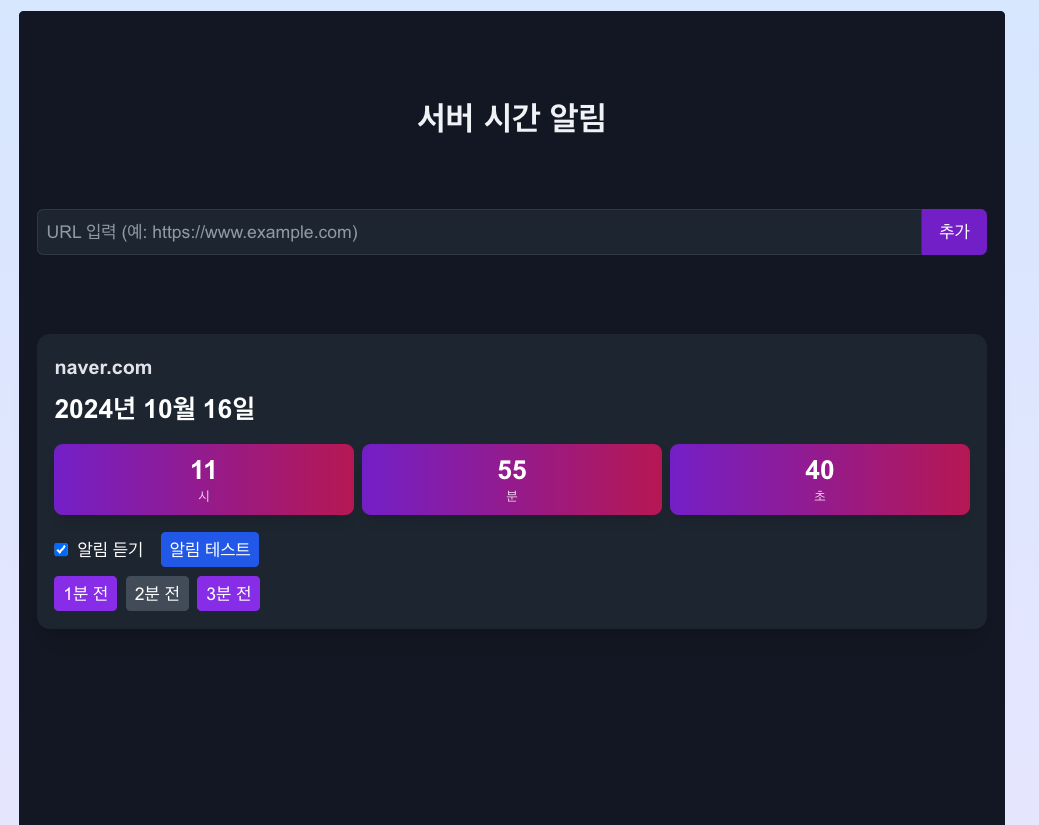 서버 시간 알림
URL 입력 (예: https://www.example.com)
추가
naver.com
2024년 10월 16일
11
시
55
분
40
초
알림 듣기
알림 테스트
1분 전
2분 전
3분 전